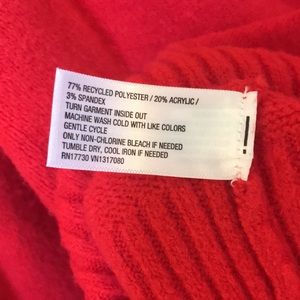 77% RECYCLED POLYESTER / 20% ACRYLIC /
3% SPANDEX
TURN GARMENT INSIDE OUT
MACHINE WASH COLD WITH LIKE COLORS
GENTLE CYCLE
ONLY NON-CHLORINE BLEACH IF NEEDED
TUMBLE DRY, COOL IRON IF NEEDED
RN17730 VN1317080